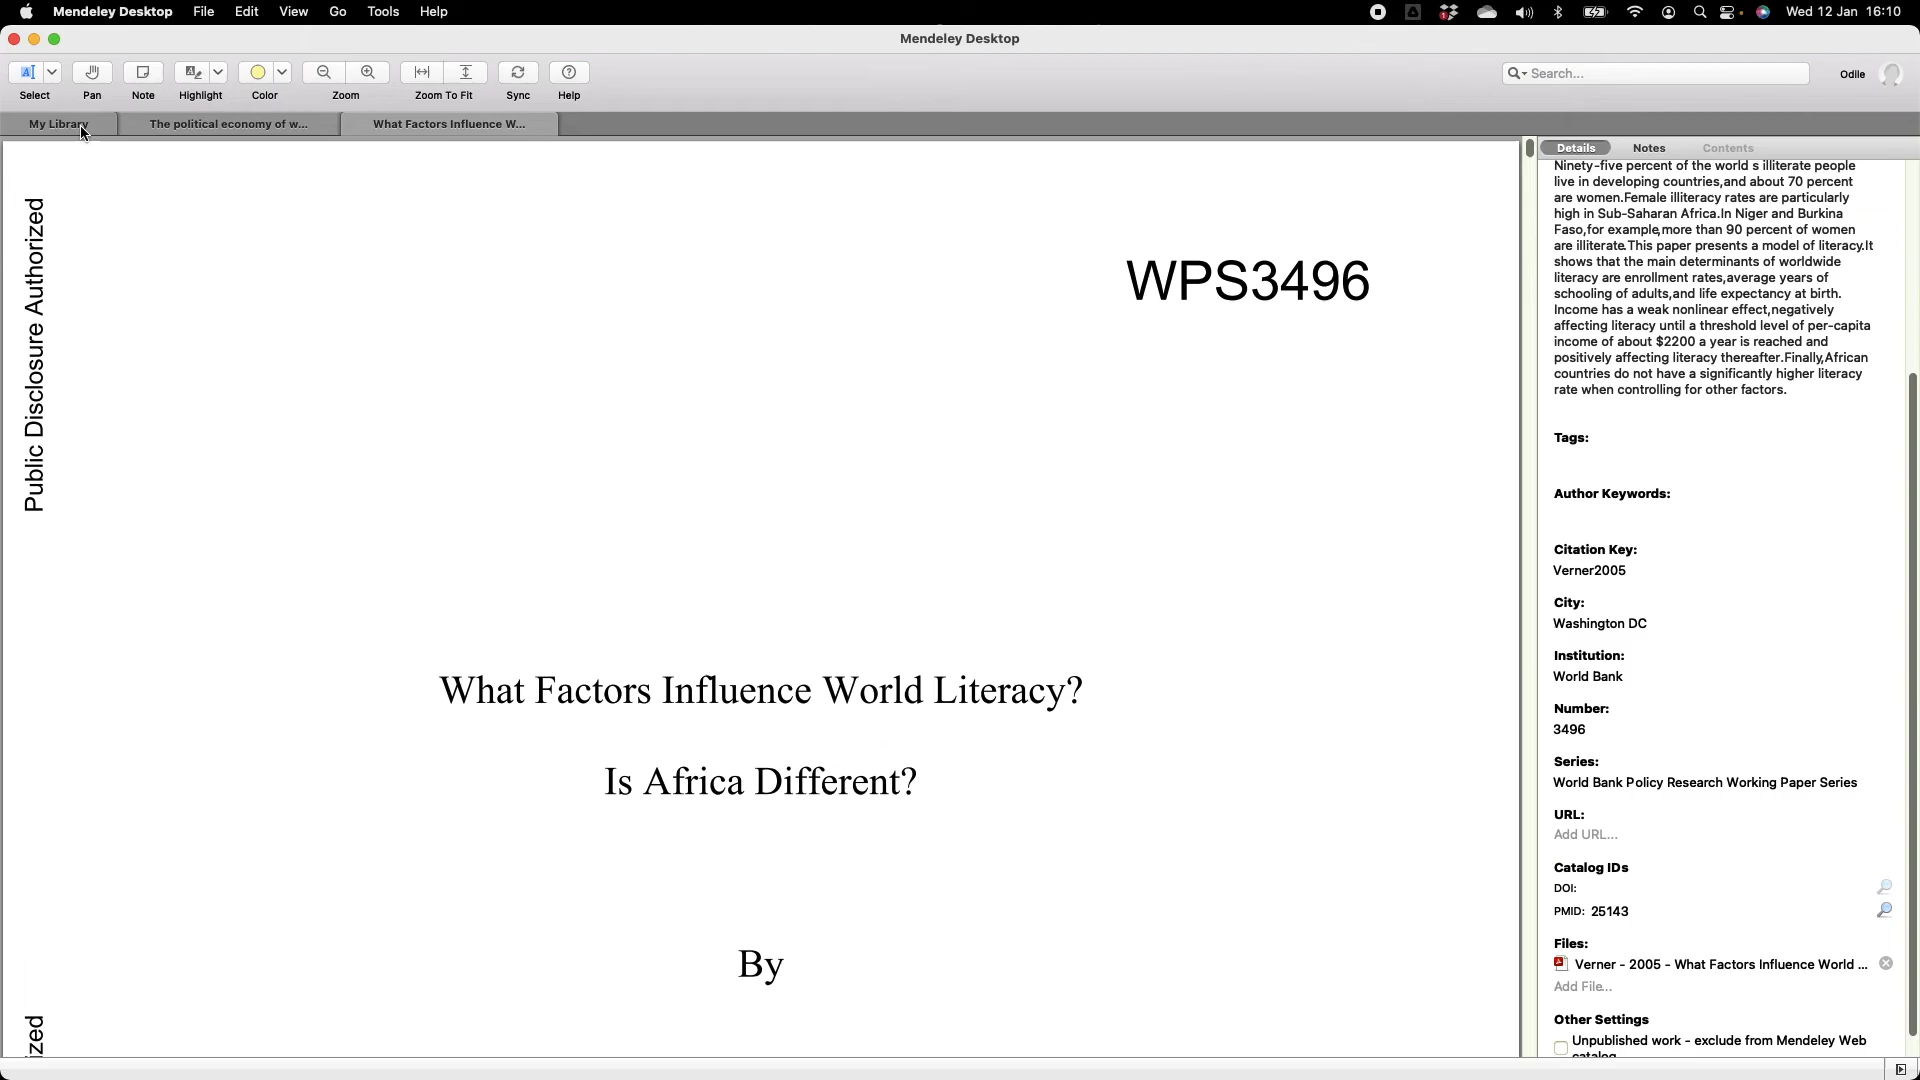 Mendeley Desktop File Edit View Go Tools Help
Wed 12 Jan 16:10
Mendeley Desktop
Search...
Odile
Select Pan Note Highlight Color Zoom Zoom To Fit Sync Help
My Library
The political economy of w...
What Factors Influence W...
Details Notes Contents
Public Disclosure Authorized
WPS3496
What Factors Influence World Literacy?
Is Africa Different?
By
ized
Ninety-five percent of the world s illiterate people
live in developing countries,and about 70 percent
are women.Female illiteracy rates are particularly
high in Sub-Saharan Africa.In Niger and Burkina
Faso,for example,more than 90 percent of women
are illiterate.This paper presents a model of literacy.It
shows that the main determinants of worldwide
literacy are enrollment rates,average years of
schooling of adults,and life expectancy at birth.
Income has a weak nonlinear effect,negatively
affecting literacy until a threshold level of per-capita
income of about $2200 a year is reached and
positively affecting literacy thereafter.Finally,African
countries do not have a significantly higher literacy
rate when controlling for other factors.
Tags:
Author Keywords:
Citation Key:
Verner2005
City:
Washington DC
Institution:
World Bank
Number:
3496
Series:
World Bank Policy Research Working Paper Series
URL:
Add URL...
Catalog IDs
DOI:
PMID: 25143
Files:
Verner - 2005 - What Factors Influence World ...
Add File...
Other Settings
Unpublished work - exclude from Mendeley Web
catalog